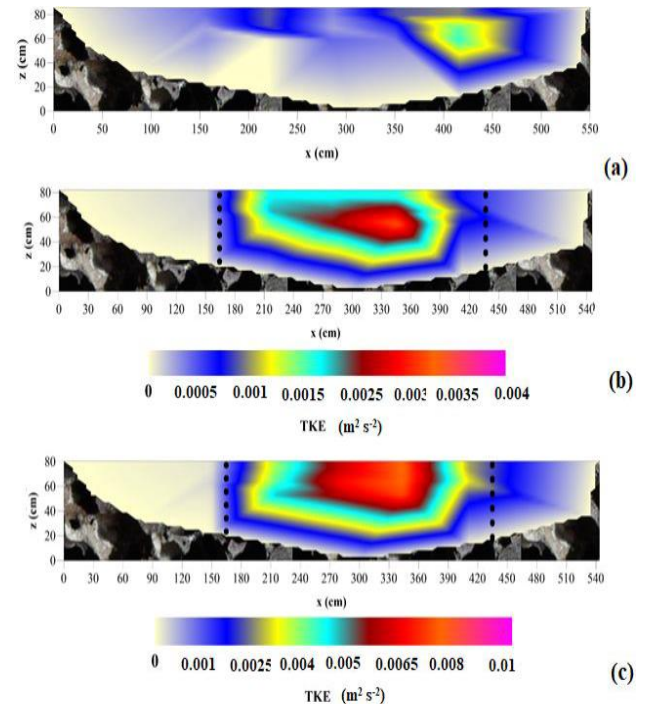 80
60
40
20
0
z (cm)
0 50 100 150 200 250 300 350 400 450 500 550
x (cm)
(a)
80
60
40
20
0
z (cm)
0 30 60 90 120 150 180 210 240 270 300 330 360 390 420 450 480 510 540
x (cm)
0 0.0005 0.001 0.0015 0.0025 0.003 0.0035 0.004
(b)
TKE (m² s⁻²)
80
60
40
20
0
z (cm)
0 30 60 90 120 150 180 210 240 270 300 330 360 390 420 450 480 510 540
x (cm)
0 0.001 0.0025 0.004 0.005 0.0065 0.008 0.01
(c)
TKE (m² s⁻²)